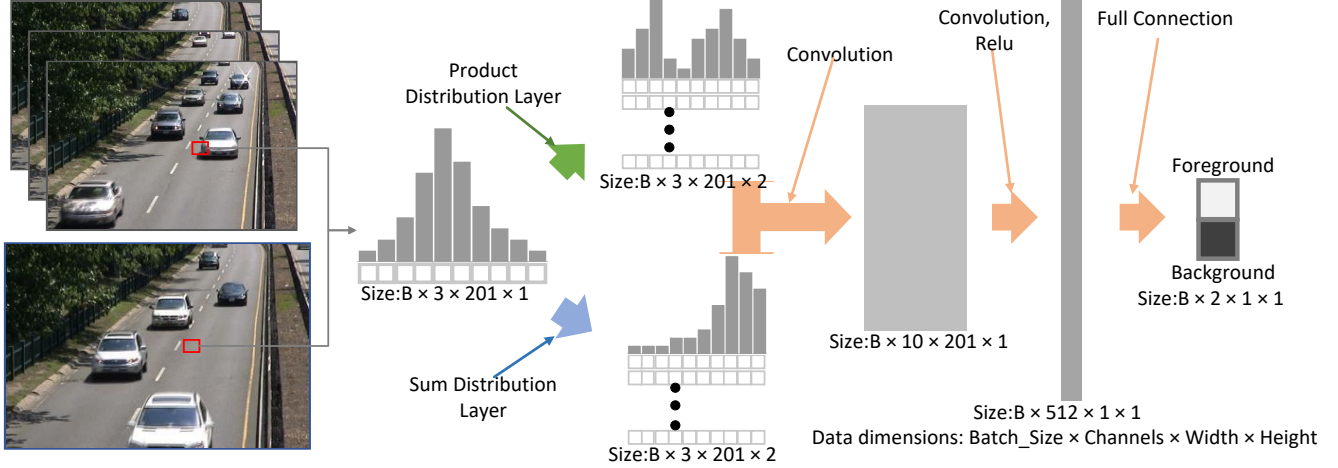 Product
Distribution Layer
Size:B × 3 × 201 × 1
Sum Distribution
Layer
Size:B × 3 × 201 × 2
Size:B × 3 × 201 × 2
Convolution
Size:B × 10 × 201 × 1
Convolution,
Relu
Size:B × 512 × 1 × 1
Full Connection
Foreground
Background
Size:B × 2 × 1 × 1
Data dimensions: Batch_Size × Channels × Width × Height